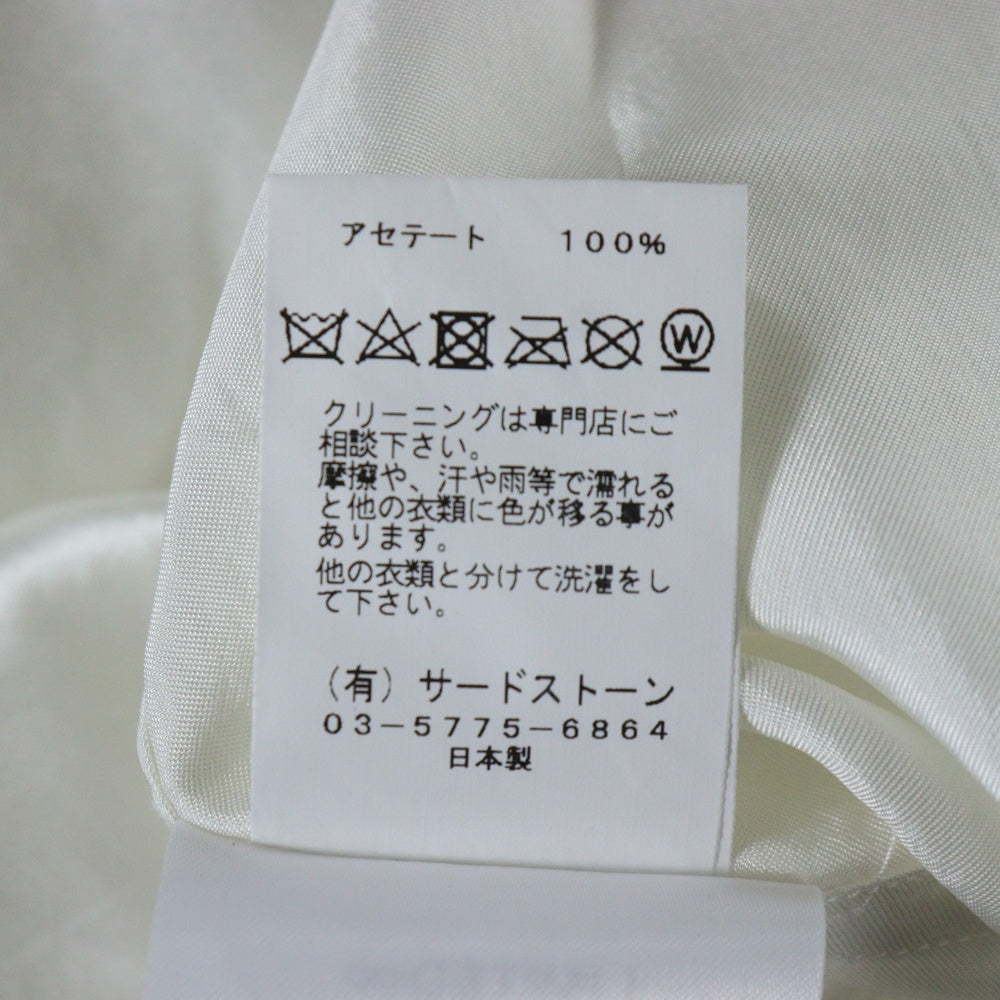 アセテート 100%
W
クリーニングは専門店にご
相談下さい。
摩擦や、汗や雨等で濡れる
と他の衣類に色が移る事が
あります。
他の衣類と分けて洗濯をし
て下さい。
(有) サードストーン
03-5775-6864
日本製